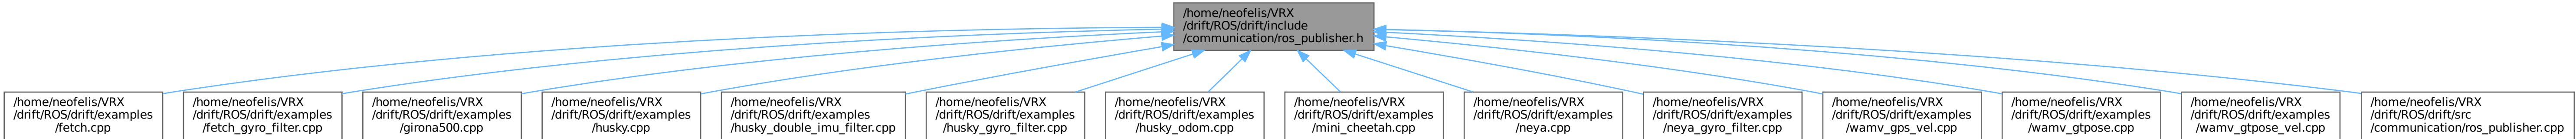 /home/neofelis/VRX
/drift/ROS/drift/include
/communication/ros_publisher.h
/home/neofelis/VRX
/drift/ROS/drift/examples
/fetch.cpp
/home/neofelis/VRX
/drift/ROS/drift/examples
/fetch_gyro_filter.cpp
/home/neofelis/VRX
/drift/ROS/drift/examples
/girona500.cpp
/home/neofelis/VRX
/drift/ROS/drift/examples
/husky.cpp
/home/neofelis/VRX
/drift/ROS/drift/examples
/husky_double_imu_filter.cpp
/home/neofelis/VRX
/drift/ROS/drift/examples
/husky_gyro_filter.cpp
/home/neofelis/VRX
/drift/ROS/drift/examples
/husky_odom.cpp
/home/neofelis/VRX
/drift/ROS/drift/examples
/mini_cheetah.cpp
/home/neofelis/VRX
/drift/ROS/drift/examples
/neya.cpp
/home/neofelis/VRX
/drift/ROS/drift/examples
/neya_gyro_filter.cpp
/home/neofelis/VRX
/drift/ROS/drift/examples
/wamv_gps_vel.cpp
/home/neofelis/VRX
/drift/ROS/drift/examples
/wamv_gtpose.cpp
/home/neofelis/VRX
/drift/ROS/drift/examples
/wamv_gtpose_vel.cpp
/home/neofelis/VRX
/drift/ROS/drift/src
/communication/ros_publisher.cpp